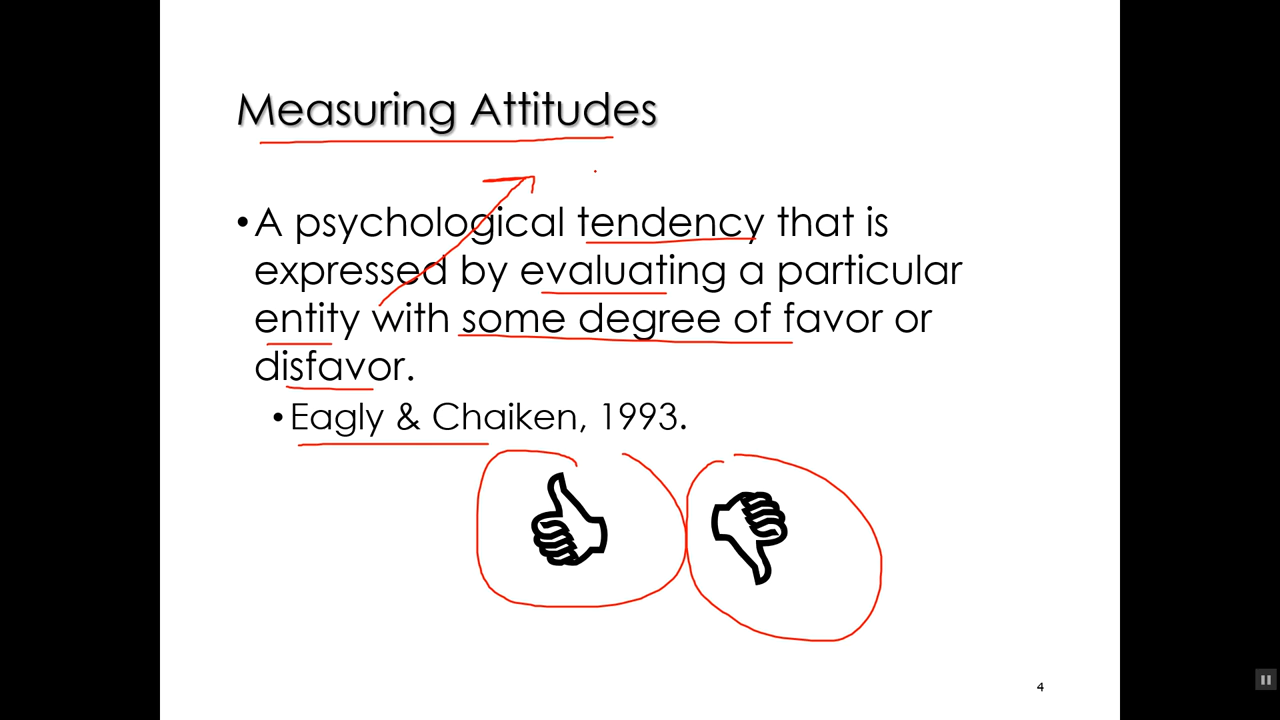 Measuring Attitudes
•A psychological tendency that is
expressed by evaluating a particular
entity with some degree of favor or
disfavor.
•Eagly & Chaiken, 1993.
4